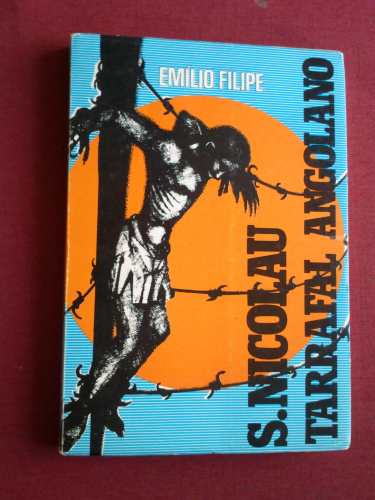 EMÍLIO FILIPE
S.NICOLAU
TARRAFAL ANGOLANO